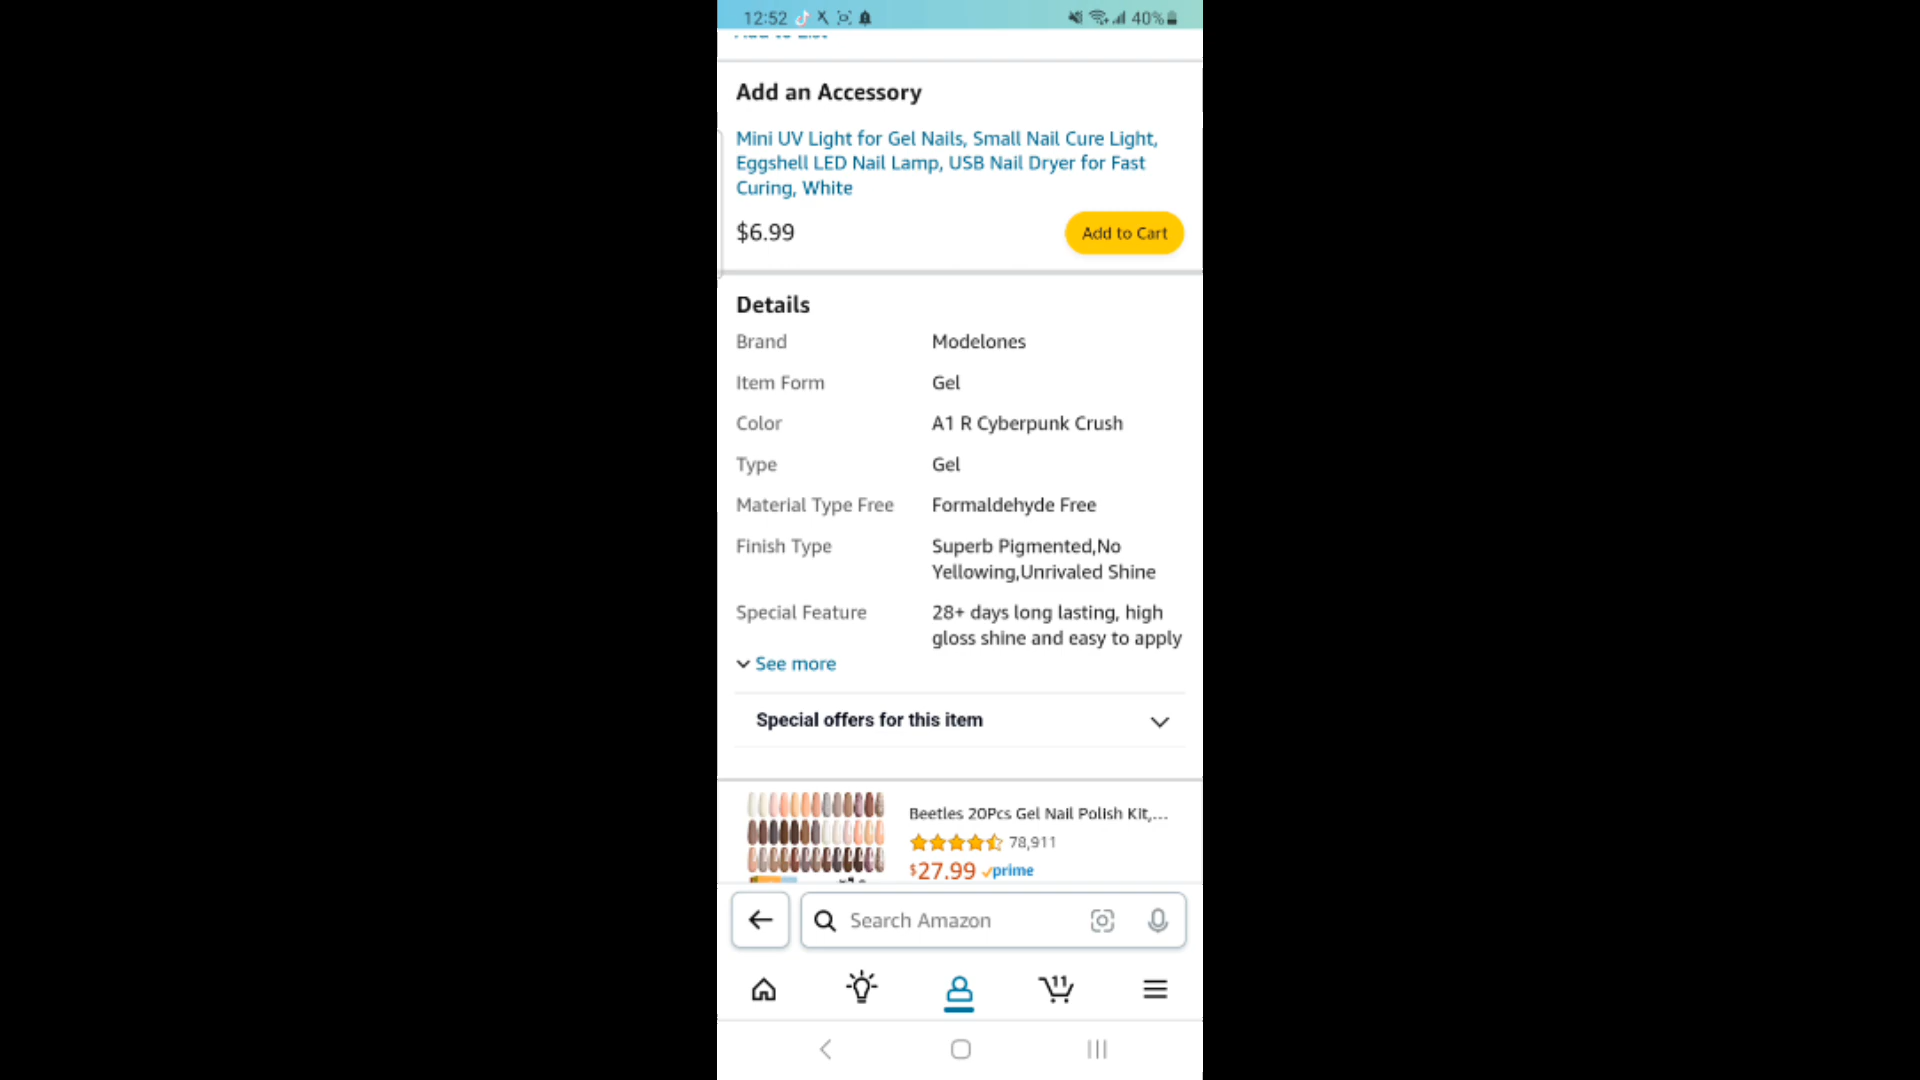 12:52
40%
Add to List
Add an Accessory
Mini UV Light for Gel Nails, Small Nail Cure Light,
Eggshell LED Nail Lamp, USB Nail Dryer for Fast
Curing, White
$6.99
Add to Cart
Details
Brand Modelones
Item Form Gel
Color A1 R Cyberpunk Crush
Type Gel
Material Type Free Formaldehyde Free
Finish Type Superb Pigmented,No
Yellowing,Unrivaled Shine
Special Feature 28+ days long lasting, high
gloss shine and easy to apply
See more
Special offers for this item
Beetles 20Pcs Gel Nail Polish Kit,...
78,911
$27.99 prime
Search Amazon
11